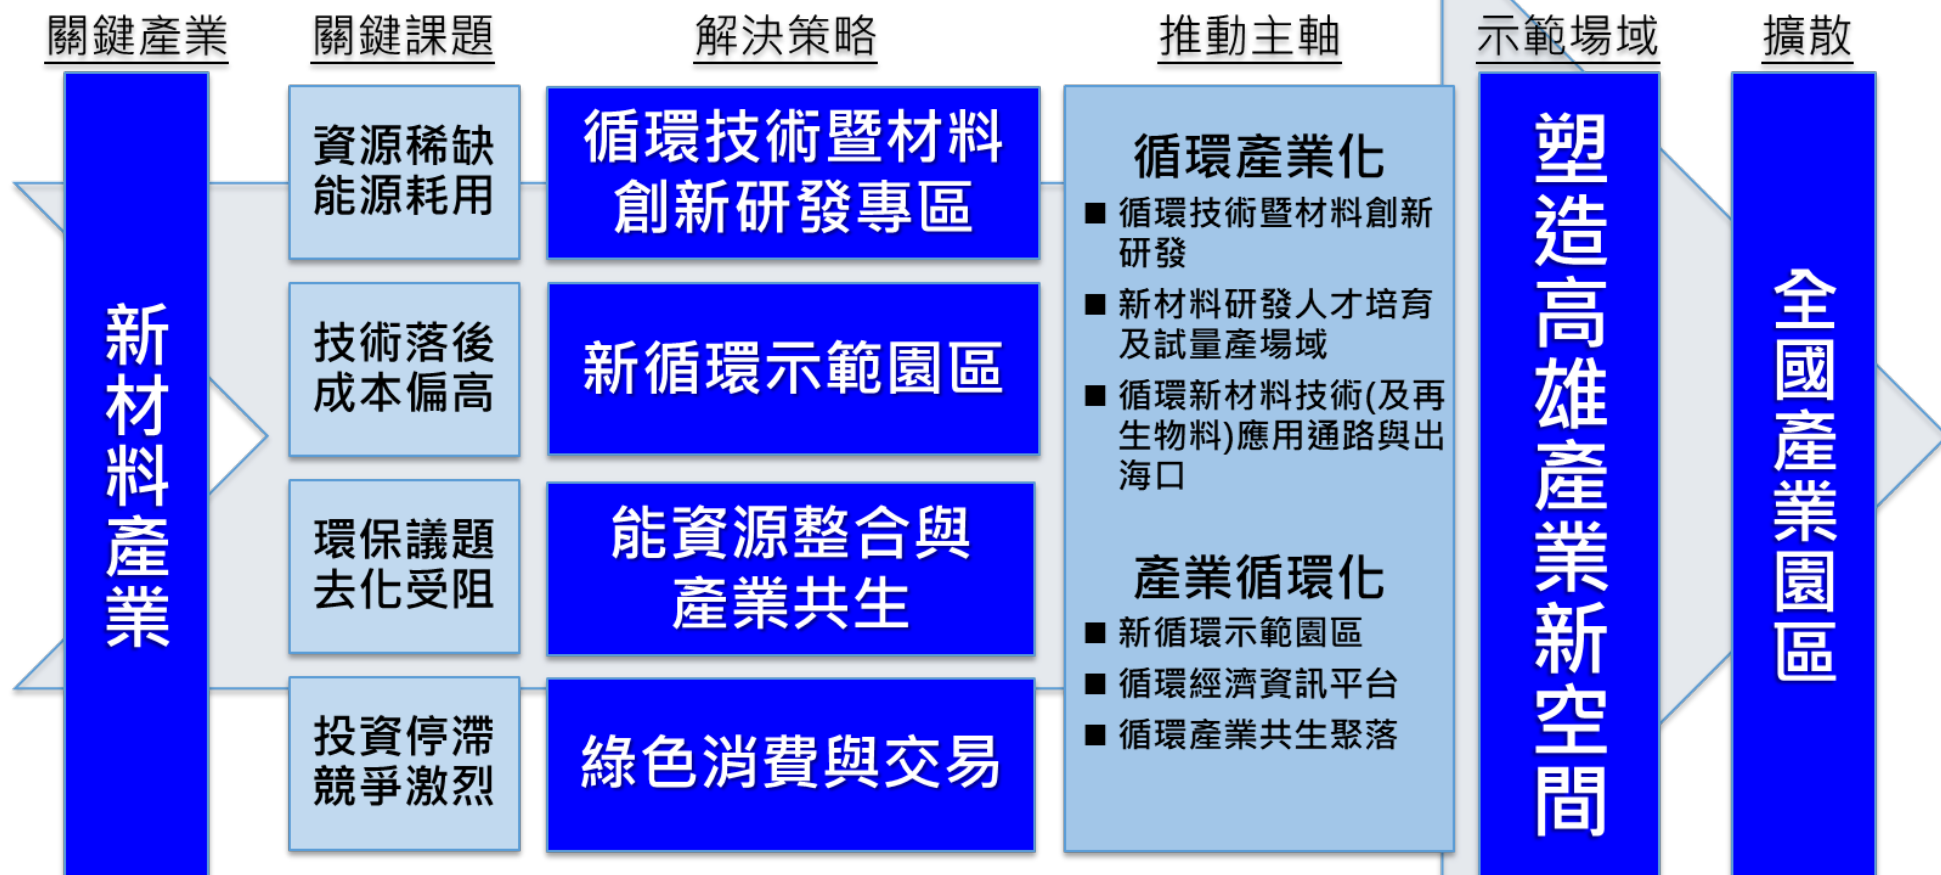 關鍵產業
關鍵課題
解決策略
推動主軸
示範場域
擴散
新材料產業
資源稀缺
能源耗用
技術落後
成本偏高
環保議題
去化受阻
投資停滯
競爭激烈
循環技術暨材料
創新研發專區
新循環示範園區
能資源整合與
產業共生
綠色消費與交易
循環產業化
■ 循環技術暨材料創新
研發
■ 新材料研發人才培育
及試量產場域
■ 循環新材料技術(及再
生物料)應用通路與出
海口
產業循環化
■ 新循環示範園區
■ 循環經濟資訊平台
■ 循環產業共生聚落
塑造高雄產業新空間
全國產業園區